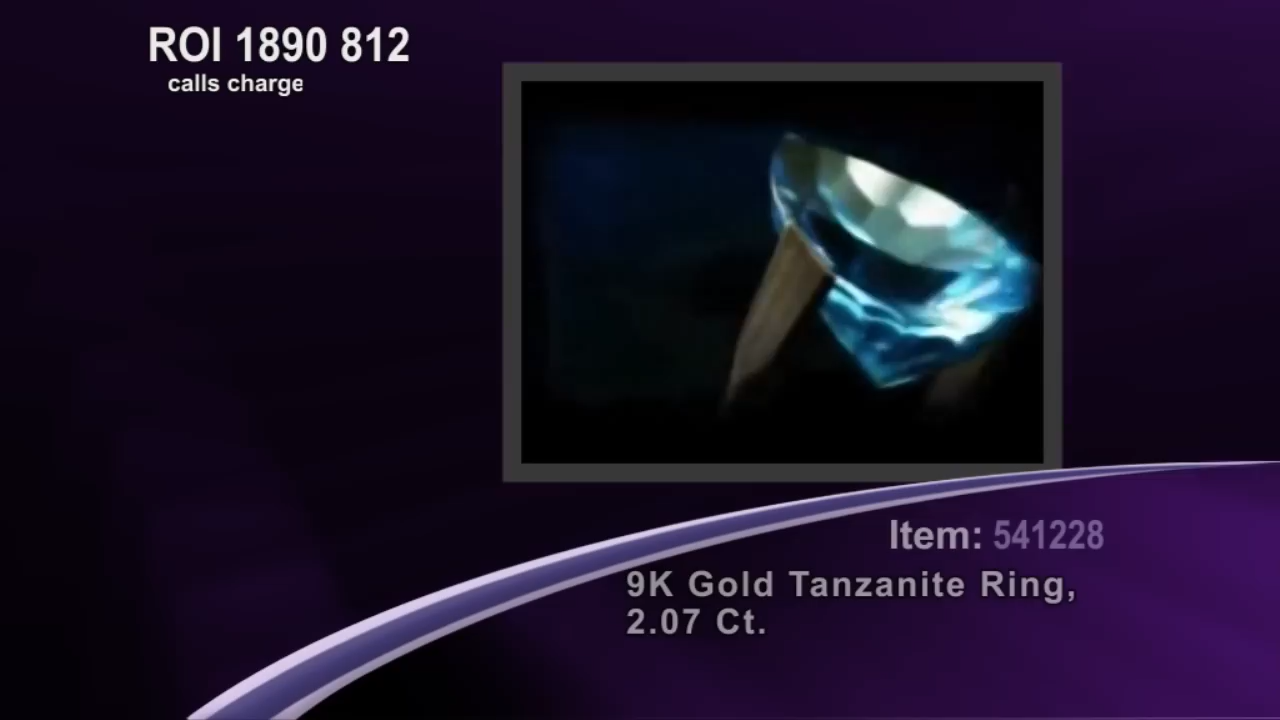 ROI 1890 812
calls charge
Item: 541228
9K Gold Tanzanite Ring,
2.07 Ct.